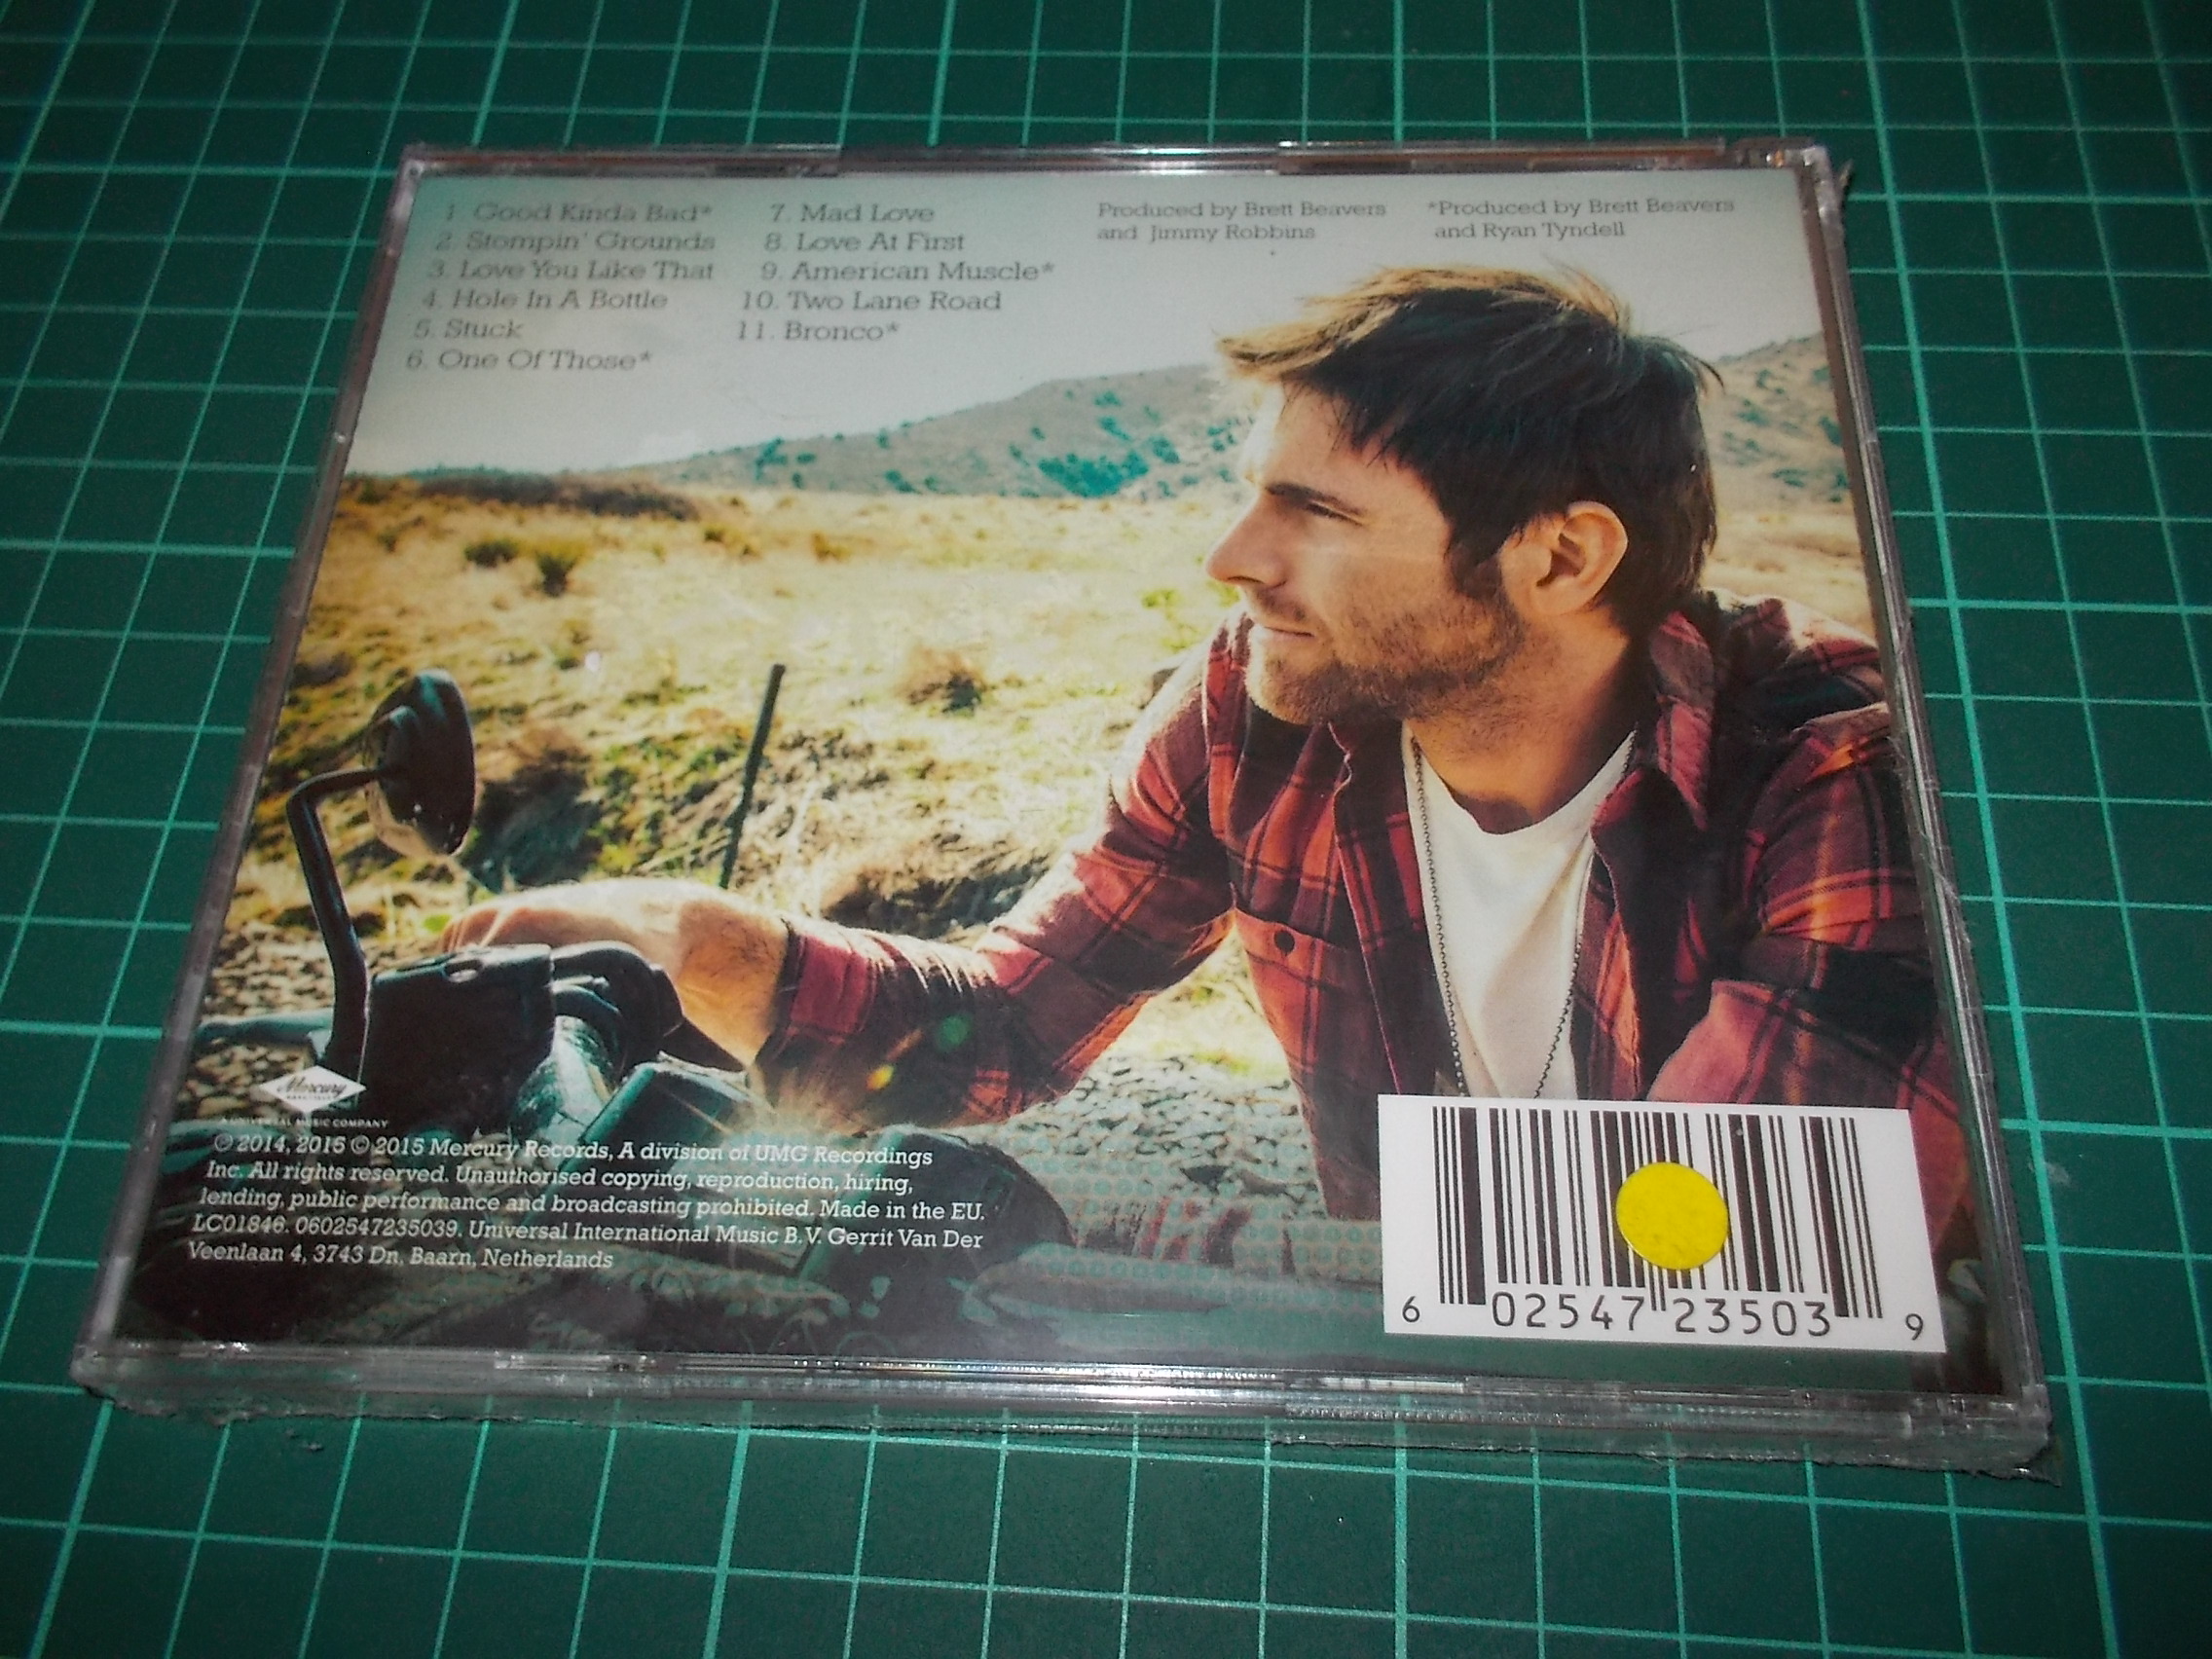 1. Good Kinda Bad*
2. Stompin' Grounds
3. Love You Like That
4. Hole In A Bottle
5. Stuck
6. One Of Those*
7. Mad Love
8. Love At First
9. American Muscle*
10. Two Lane Road
11. Bronco*
Produced by Brett Beavers
and Jimmy Robbins
*Produced by Brett Beavers
and Ryan Tyndell
Mercury
A UNIVERSAL MUSIC COMPANY
℗ 2014, 2015 © 2015 Mercury Records, A division of UMG Recordings
Inc. All rights reserved. Unauthorised copying, reproduction, hiring,
lending, public performance and broadcasting prohibited. Made in the EU.
LC01846. 0602547235039. Universal International Music B.V. Gerrit Van Der
Veenlaan 4, 3743 Dn, Baarn, Netherlands
6 02547 23503 9